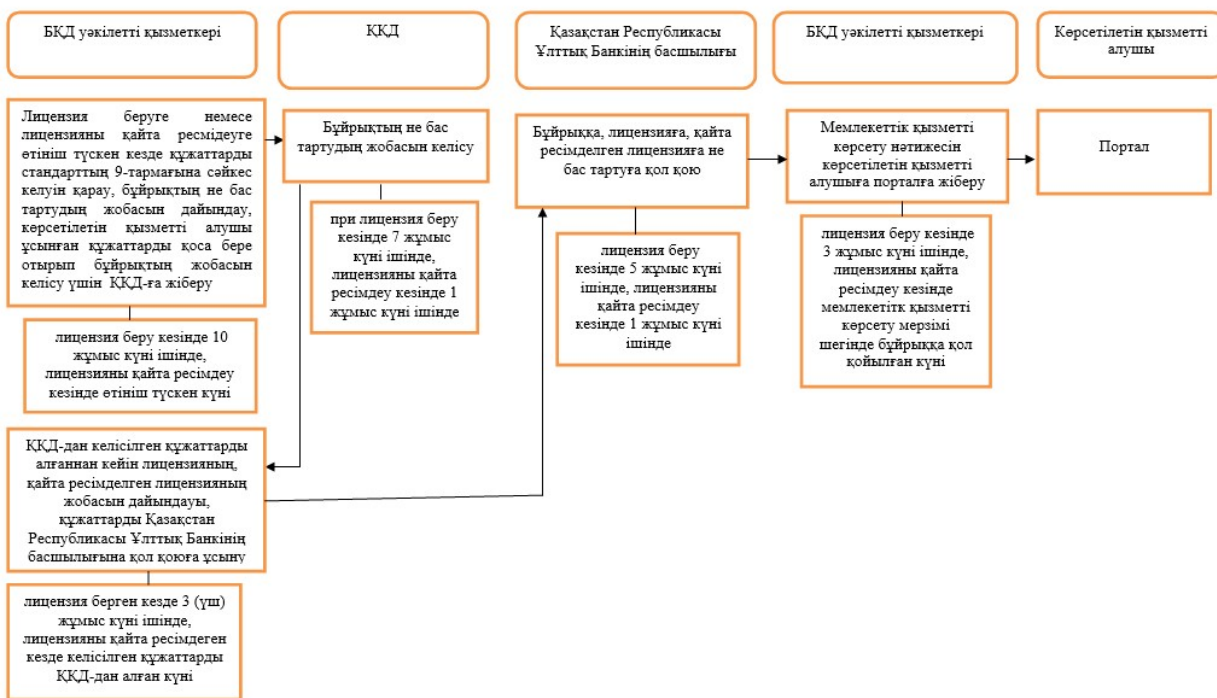 БҚД уәкілетті қызметкері
ҚҚД
Қазақстан Республикасы
Ұлттық Банкінің басшылығы
БҚД уәкілетті қызметкері
Көрсетілетін қызметті
алушы
Лицензия беруге немесе
лицензияны қайта ресмідеуге
өтініш түскен кезде құжаттарды
стандарттың 9-тармағына сәйкес
келуін қарау, бұйрықтың не бас
тартудың жобасын дайындау,
көрсетілетін қызметті алушы
ұсынған құжаттарды қоса бере
отырып бұйрықтың жобасын
келісу үшін ҚҚД-ға жіберу
лицензия беру кезінде 10
жұмыс күні ішінде,
лицензияны қайта ресімдеу
кезінде өтініш түскен күні
Бұйрықтың не бас
тартудың жобасын келісу
при лицензия беру
кезінде 7 жұмыс
күні ішінде,
лицензияны қайта
ресімдеу кезінде 1
жұмыс күні ішінде
Бұйрыққа, лицензияға, қайта
ресімделген лицензияға не
бас тартуға қол қою
лицензия беру
кезінде 5 жұмыс күні
ішінде, лицензияны
қайта ресімдеу
кезінде 1 жұмыс күні
ішінде
Мемлекеттік қызметті
көрсету нәтижесін
көрсетілетін қызметті
алушыға порталға жіберу
лицензия беру кезінде
3 жұмыс күні ішінде,
лицензияны қайта
ресімдеу кезінде
мемлекетітк қызметті
көрсету мерзімі
шегінде бұйрыққа қол
қойылған күні
Портал
ҚҚД-дан келісілген құжаттарды
алғаннан кейін лицензияның,
қайта ресімделген лицензияның
жобасын дайындауы,
құжаттарды Қазақстан
Республикасы Ұлттық Банкінің
басшылығына қол қоюға ұсыну
лицензия берген кезде 3 (үш)
жұмыс күні ішінде,
лицензияны қайта ресімдеген
кезде келісілген құжаттарды
ҚҚД-дан алған күні